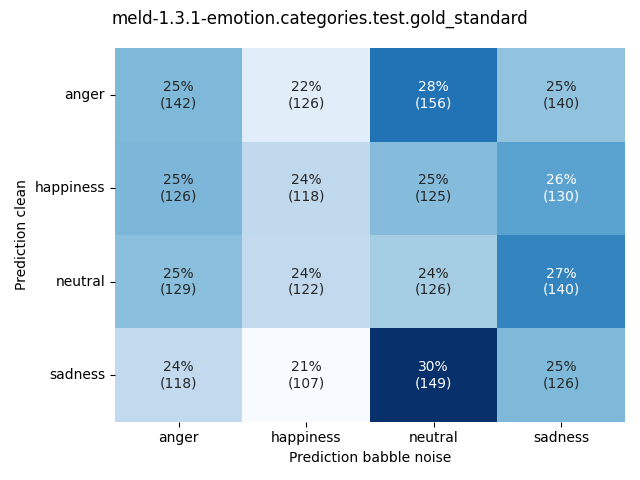 meld-1.3.1-emotion.categories.test.gold_standard
Prediction clean
anger
25%
(142)
22%
(126)
28%
(156)
25%
(140)
happiness
25%
(126)
24%
(118)
25%
(125)
26%
(130)
neutral
25%
(129)
24%
(122)
24%
(126)
27%
(140)
sadness
24%
(118)
21%
(107)
30%
(149)
25%
(126)
anger
happiness
neutral
sadness
Prediction babble noise